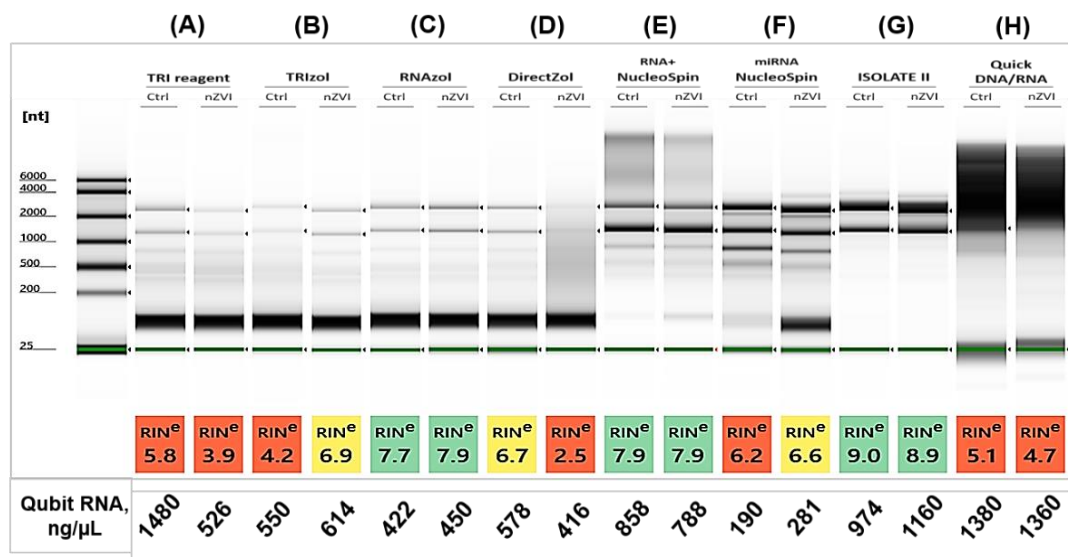 (A) (B) (C) (D) (E) (F) (G) (H)
TRI reagent TRIzol RNAzol DirectZol RNA+ NucleoSpin miRNA NucleoSpin ISOLATE II Quick DNA/RNA
Ctrl nZVI Ctrl nZVI Ctrl nZVI Ctrl nZVI Ctrl nZVI Ctrl nZVI Ctrl nZVI Ctrl nZVI
[nt]
6000
4000
2000
1000
500
200
25
RINe RINe RINe RINe RINe RINe RINe RINe RINe RINe RINe RINe RINe RINe RINe RINe
5.8 3.9 4.2 6.9 7.7 7.9 6.7 2.5 7.9 7.9 6.2 6.6 9.0 8.9 5.1 4.7
Qubit RNA,
ng/µL
1480 526 550 614 422 450 578 416 858 788 190 281 974 1160 1380 1360